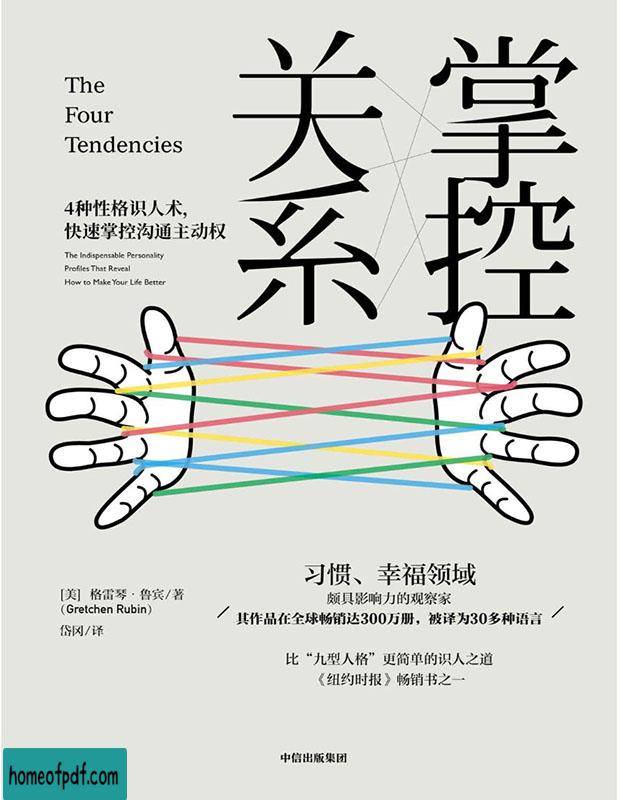 掌控
关系
The
Four
Tendencies
4种性格识人术，
快速掌控沟通主动权
The Indispensable Personality
Profiles That Reveal
How to Make Your Life Better
[美] 格雷琴·鲁宾/著
（Gretchen Rubin）
岱冈/译
习惯、幸福领域
颇具影响力的观察家
其作品在全球畅销达300万册，被译为30多种语言
比“九型人格”更简单的识人之道
《纽约时报》畅销书之一
中信出版集团
homeofpdf.com